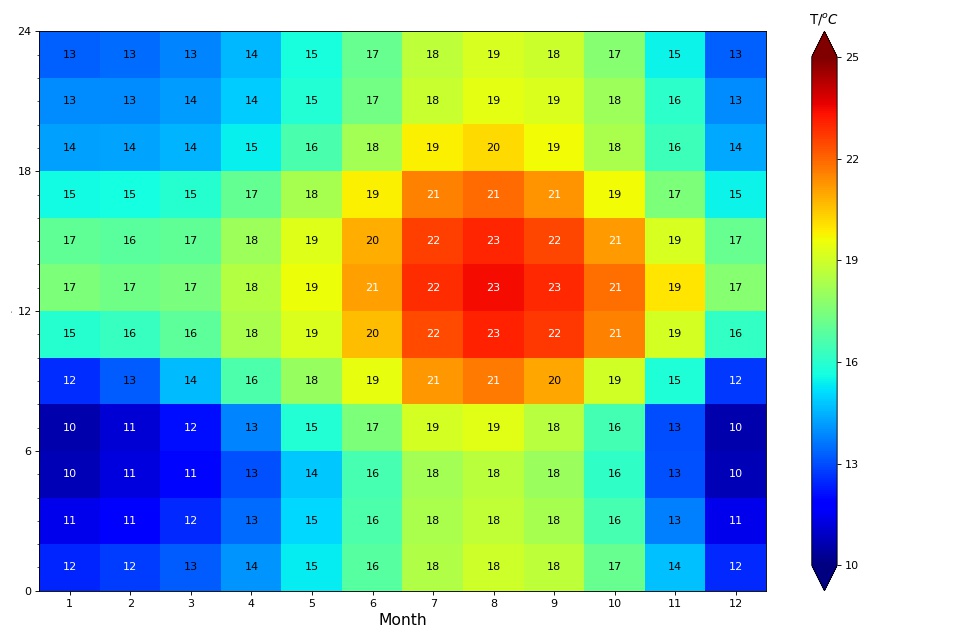 T/°C
24 13 13 13 14 15 17 18 19 18 17 15 13 25
13 13 14 14 15 17 18 19 19 18 16 13
14 14 14 15 16 18 19 20 19 18 16 14 22
18
15 15 15 17 18 19 21 21 21 19 17 15
17 16 17 18 19 20 22 23 22 21 19 17 19
17 17 17 18 19 21 22 23 23 21 19 17
12
15 16 16 18 19 20 22 23 22 21 19 16
16
12 13 14 16 18 19 21 21 20 19 15 12
10 11 12 13 15 17 19 19 18 16 13 10
6
13
10 11 11 13 14 16 18 18 18 16 13 10
11 11 12 13 15 16 18 18 18 16 13 11
10
12 12 13 14 15 16 18 18 18 17 14 12
0
1 2 3 4 5 6 7 8 9 10 11 12
Month